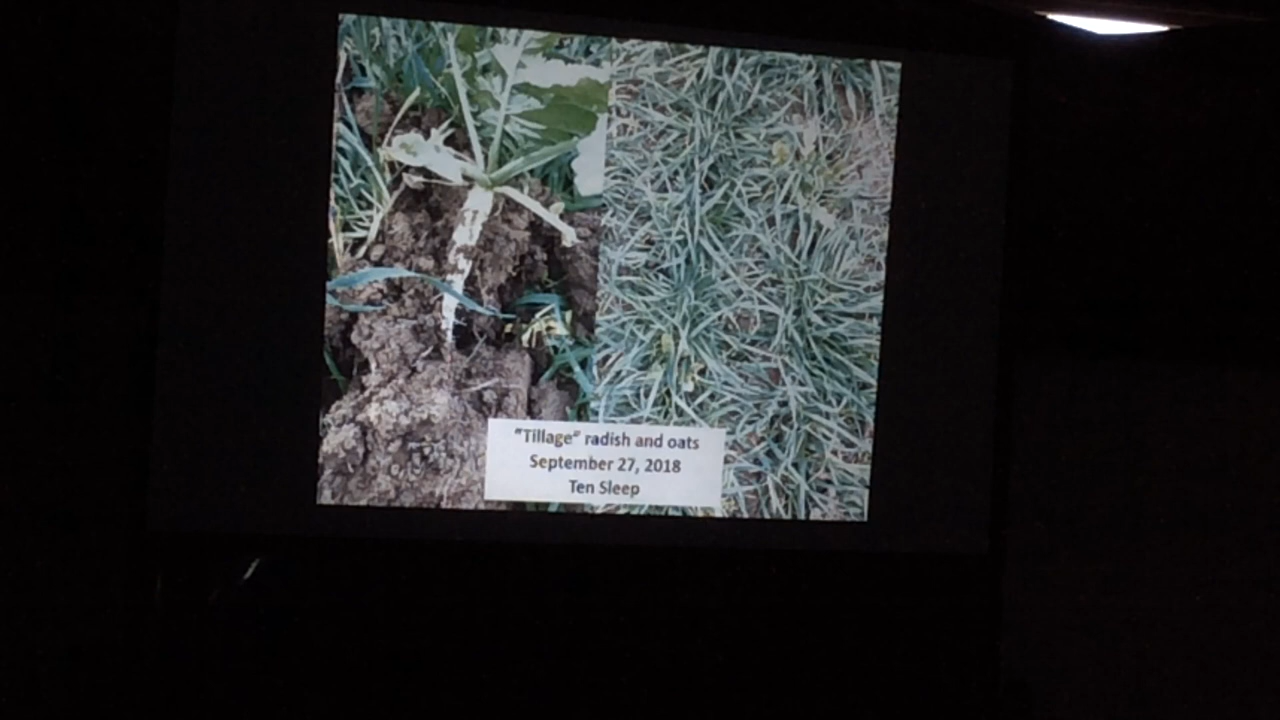 "Tillage" radish and oats
September 27, 2018
Ten Sleep